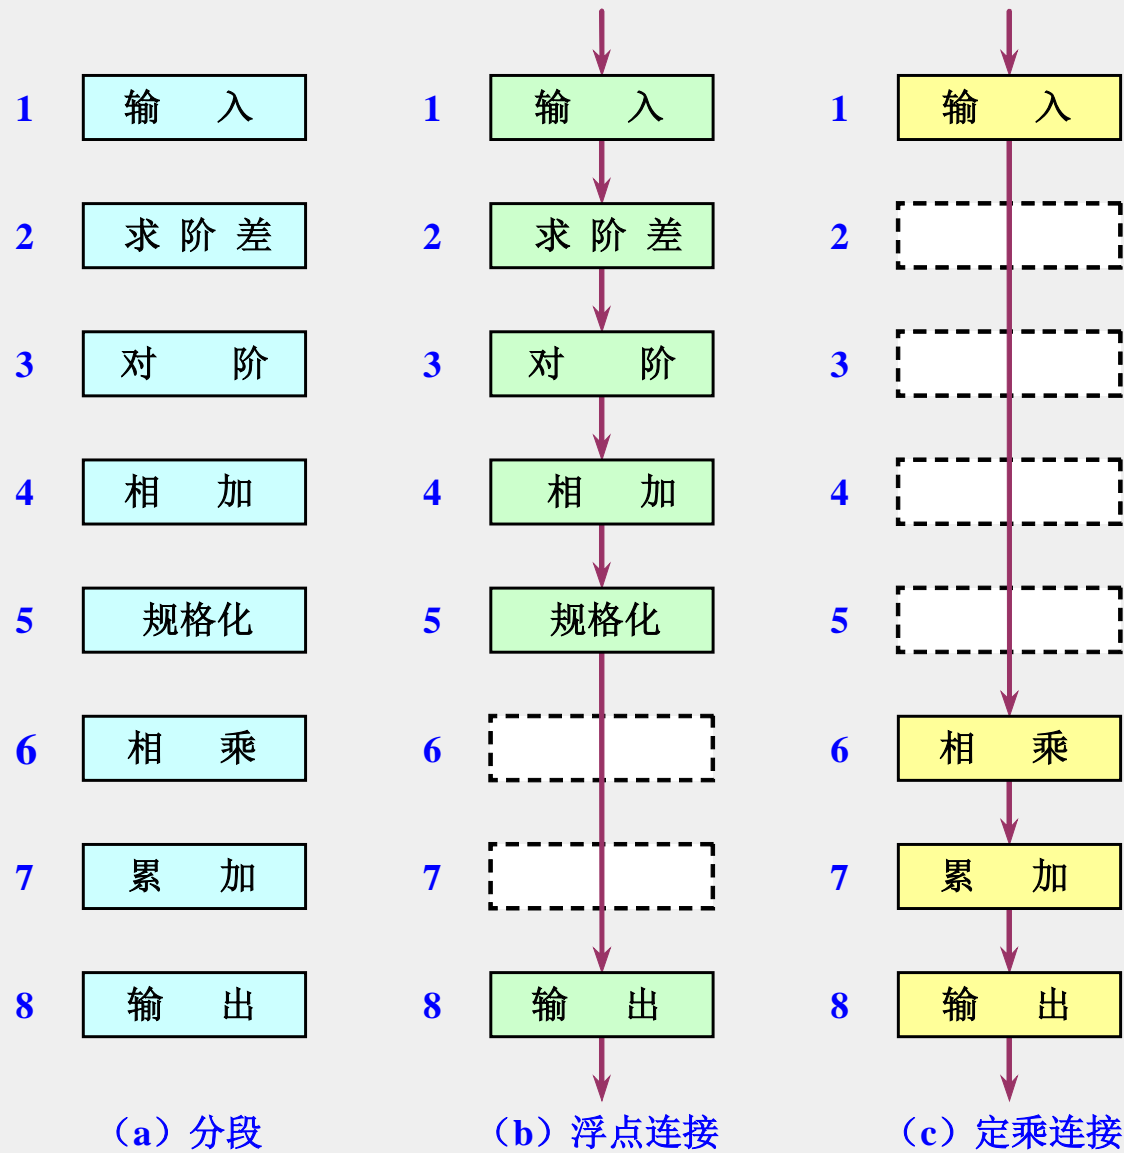 1 输 入 1 输 入 1 输 入
2 求 阶 差 2 求 阶 差 2
3 对 阶 3 对 阶 3
4 相 加 4 相 加 4
5 规格化 5 规格化 5
6 相 乘 6 6 相 乘
7 累 加 7 7 累 加
8 输 出 8 输 出 8 输 出
（a）分段 （b）浮点连接 （c）定乘连接